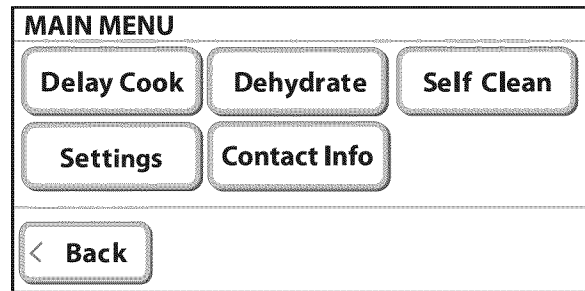 MAIN MENU
Delay Cook Dehydrate Self Clean
Settings Contact Info
< Back